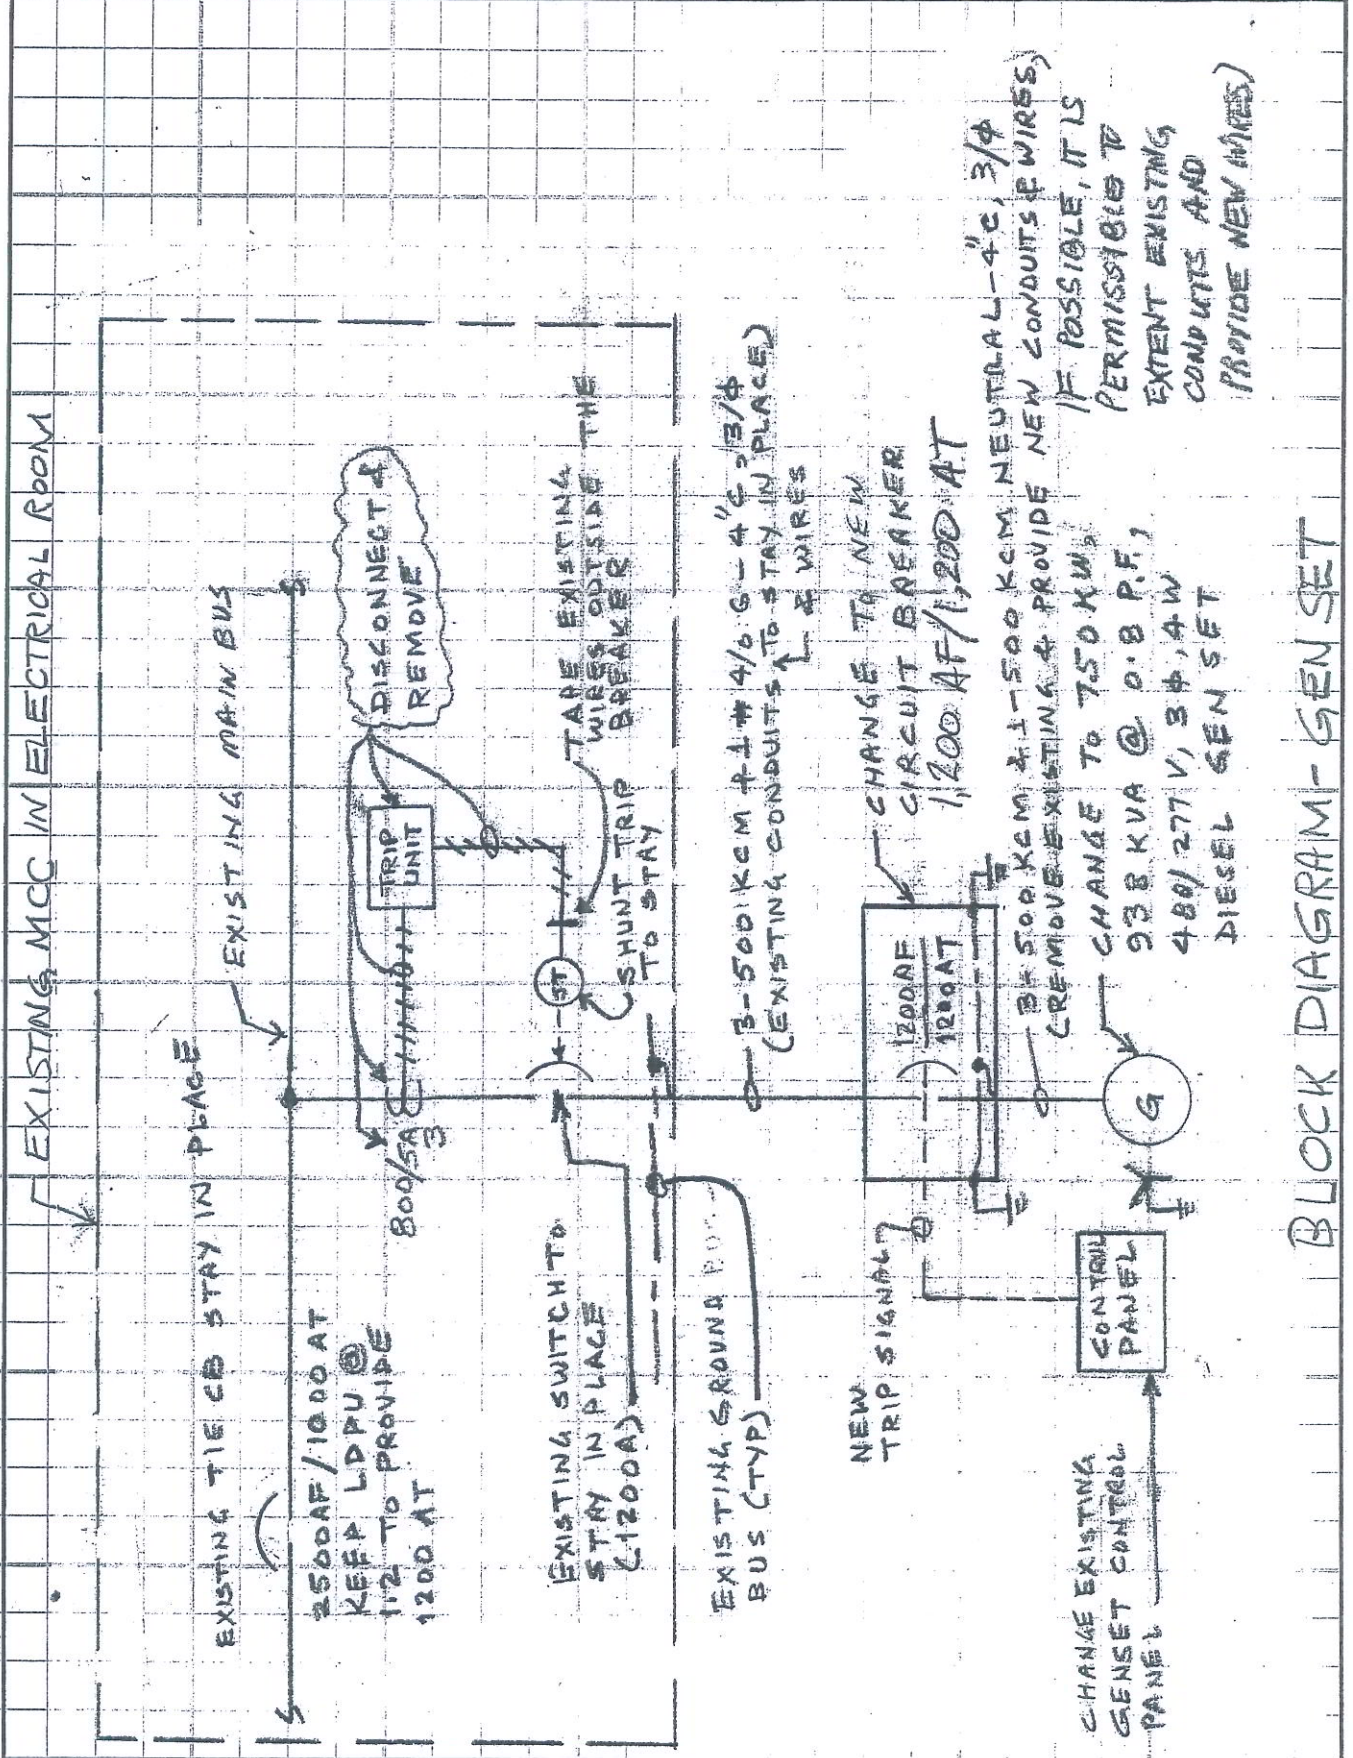 EXISTING MCC IN ELECTRICAL ROOM
EXISTING TIE CB STAY IN PLACE
EXISTING MAIN BUS
2500AF/1000 AT
KEEP LDPU @
1.2 TO PROVIDE
1200 AT
800/5A
3
TRIP
UNIT
DISCONNECT &
REMOVE
ST
SHUNT TRIP
TO STAY
TAPE EXISTING
WIRES OUTSIDE THE
BREAKER
EXISTING SWITCH TO
STAY IN PLACE
(1200A)
EXISTING GROUND
BUS (TYP)
3-500 KCM + 1 # 4/0 G - 4"C, 3/Φ
(EXISTING CONDUITS TO STAY IN PLACE)
& WIRES
NEW
TRIP SIGNAL
1200AF
1200AT
CHANGE TO NEW
CIRCUIT BREAKER
1,200 AF/1,200 AT
3-500 KCM & 1-500 KCM NEUTRAL-4"C, 3/Φ
(REMOVE EXISTING & PROVIDE NEW CONDUITS & WIRES,
IF POSSIBLE, IT IS
PERMISSIBLE TO
EXTENT EXISTING
CONDUITS AND
PROVIDE NEW WIRES)
G
CHANGE TO 750 KW,
938 KVA @ 0.8 P.F.,
480/277V, 3Φ, 4W
DIESEL GEN SET
CONTROL
PANEL
CHANGE EXISTING
GENSET CONTROL
PANEL
BLOCK DIAGRAM - GEN SET